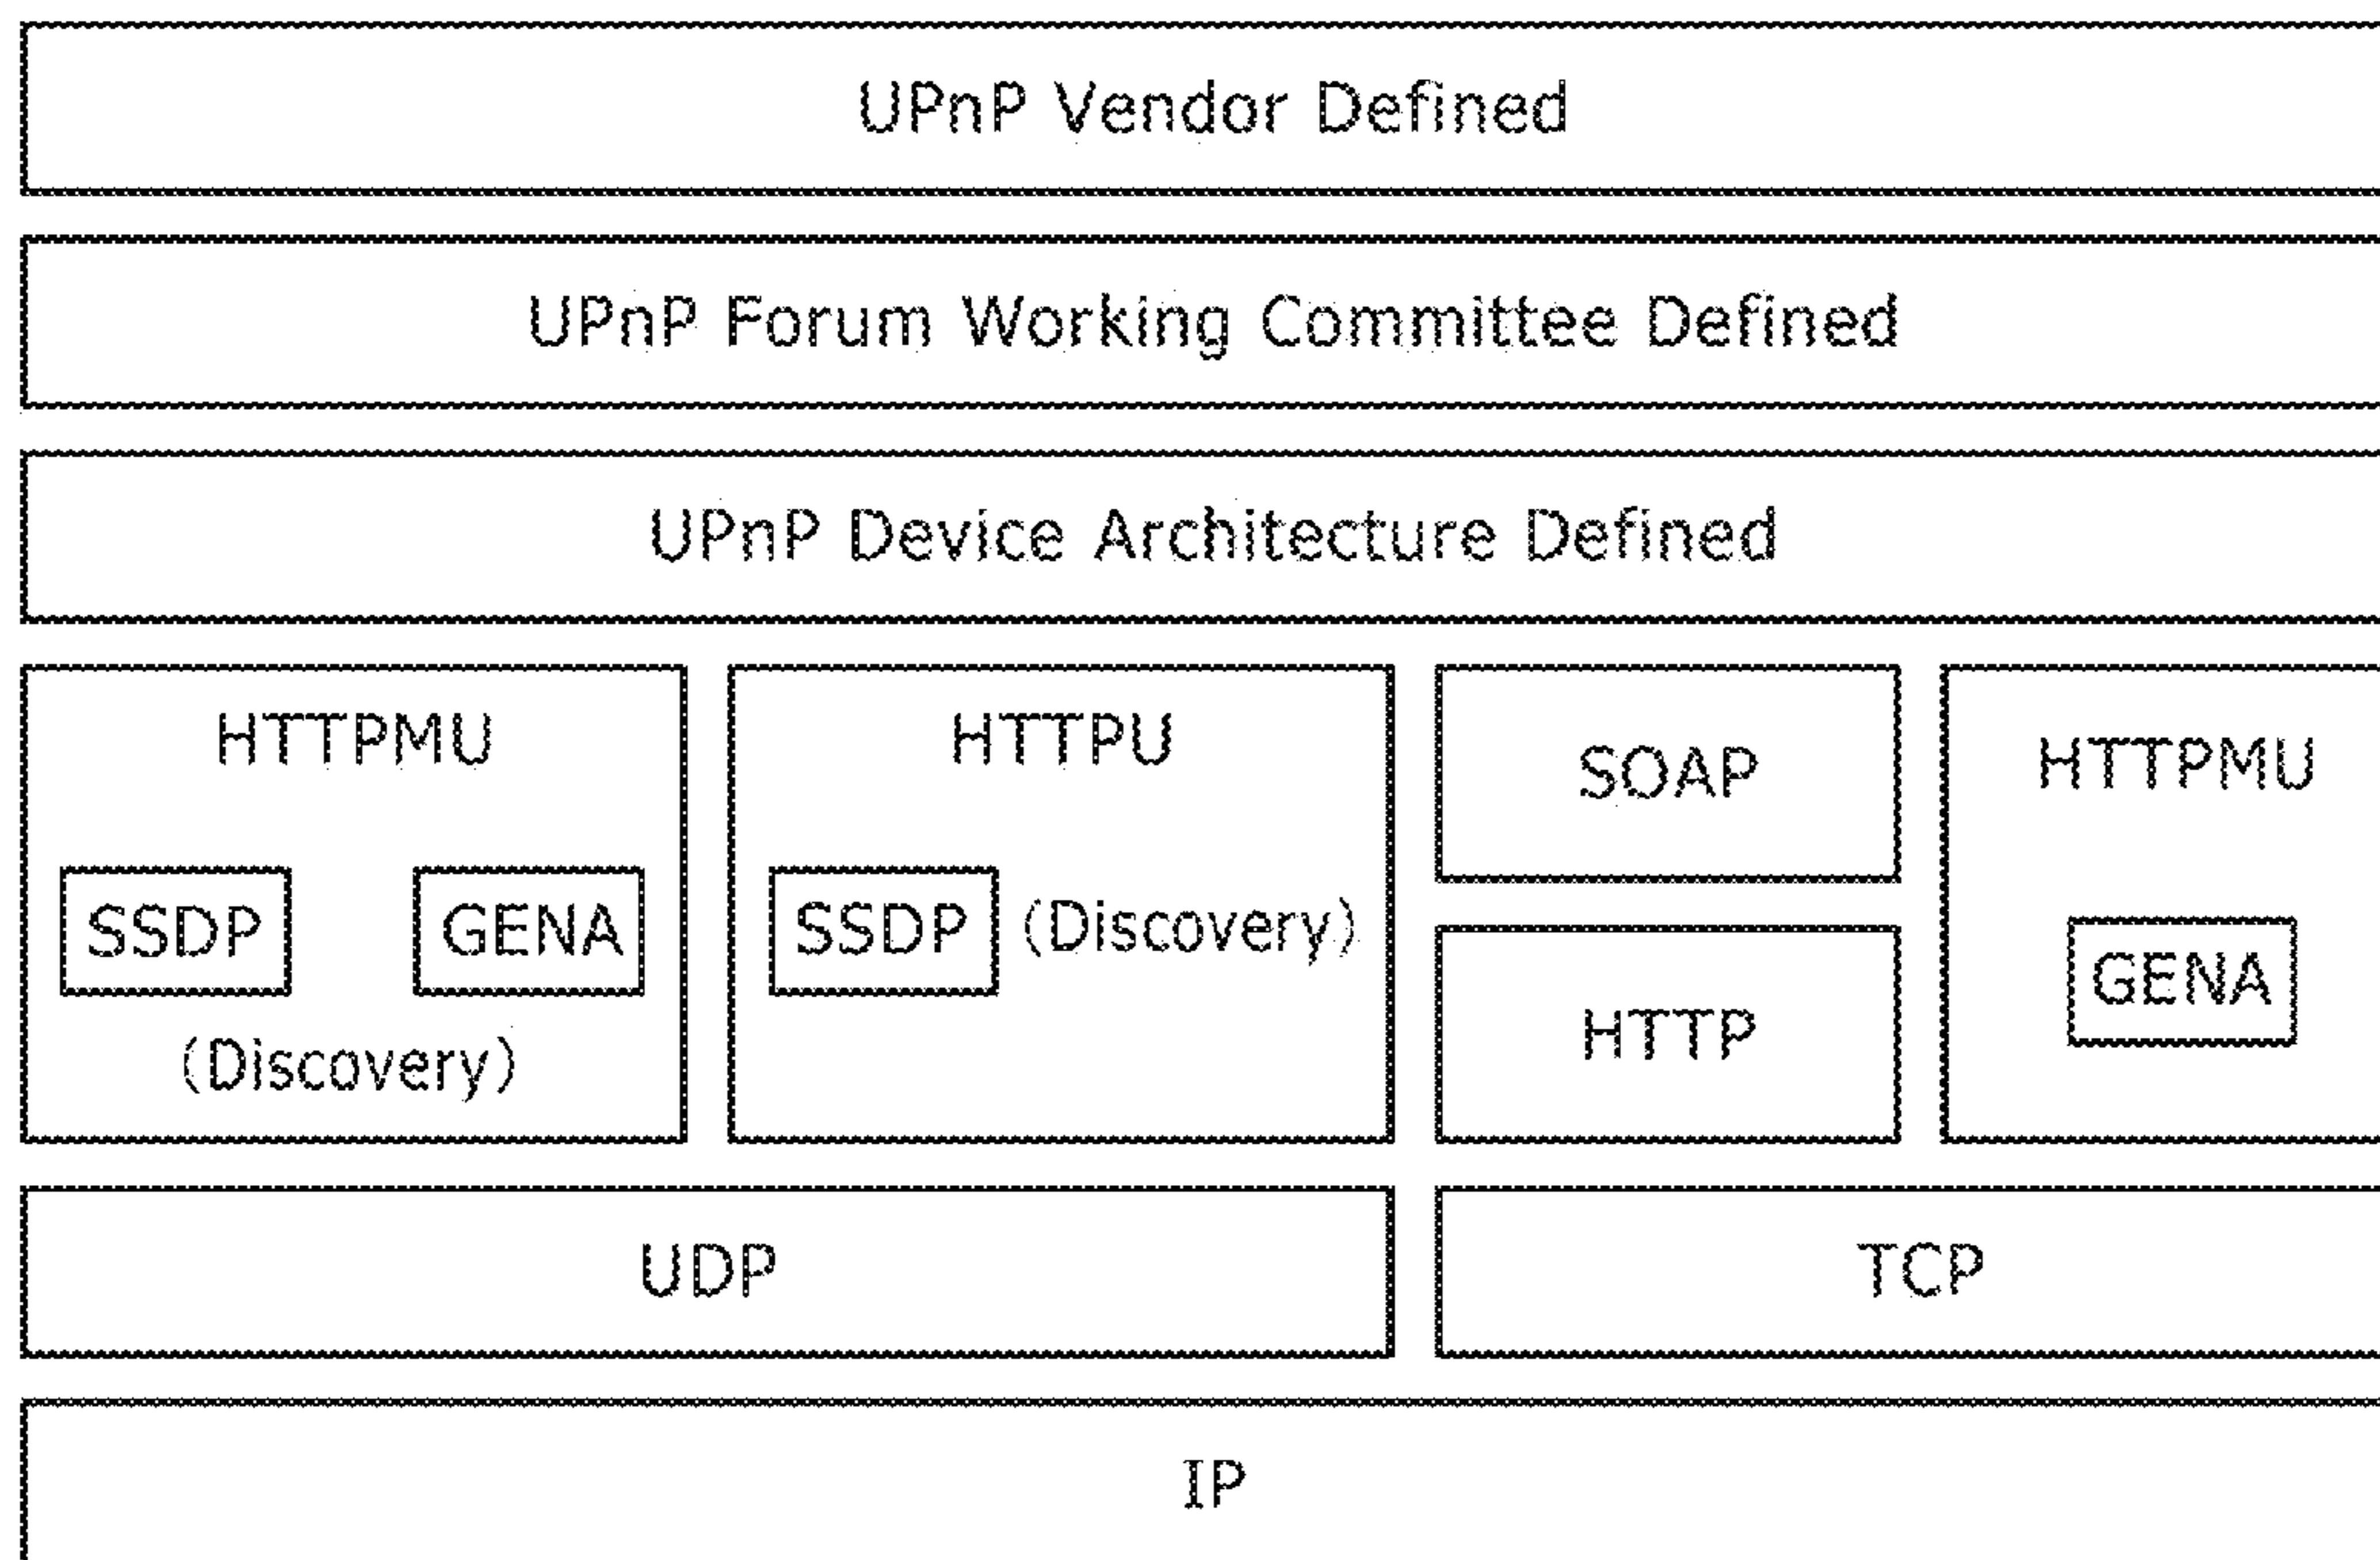 UPnP Vendor Defined
UPnP Forum Working Committee Defined
UPnP Device Architecture Defined
HTTPMU
SSDP
GENA
(Discovery)
HTTPU
SSDP
(Discovery)
SOAP
HTTP
HTTPMU
GENA
UDP
TCP
IP